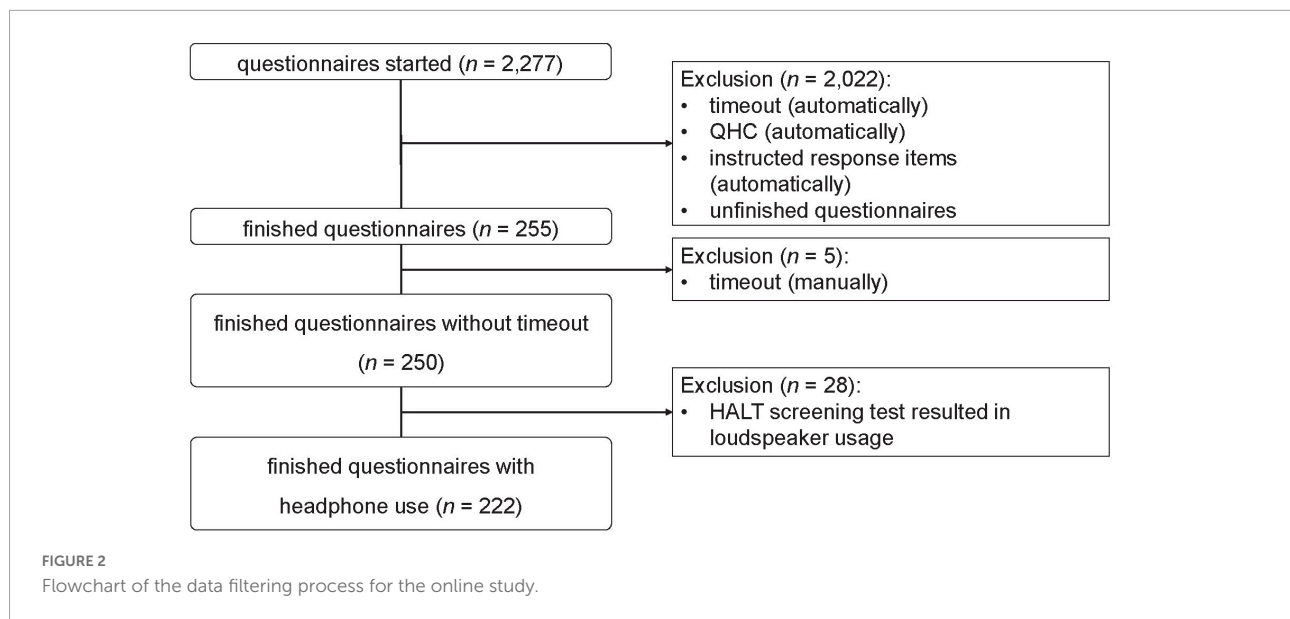 questionnaires started (n = 2,277)
Exclusion (n = 2,022):
• timeout (automatically)
• QHC (automatically)
• instructed response items
(automatically)
• unfinished questionnaires
finished questionnaires (n = 255)
Exclusion (n = 5):
• timeout (manually)
finished questionnaires without timeout
(n = 250)
Exclusion (n = 28):
• HALT screening test resulted in
loudspeaker usage
finished questionnaires with
headphone use (n = 222)
FIGURE 2
Flowchart of the data filtering process for the online study.